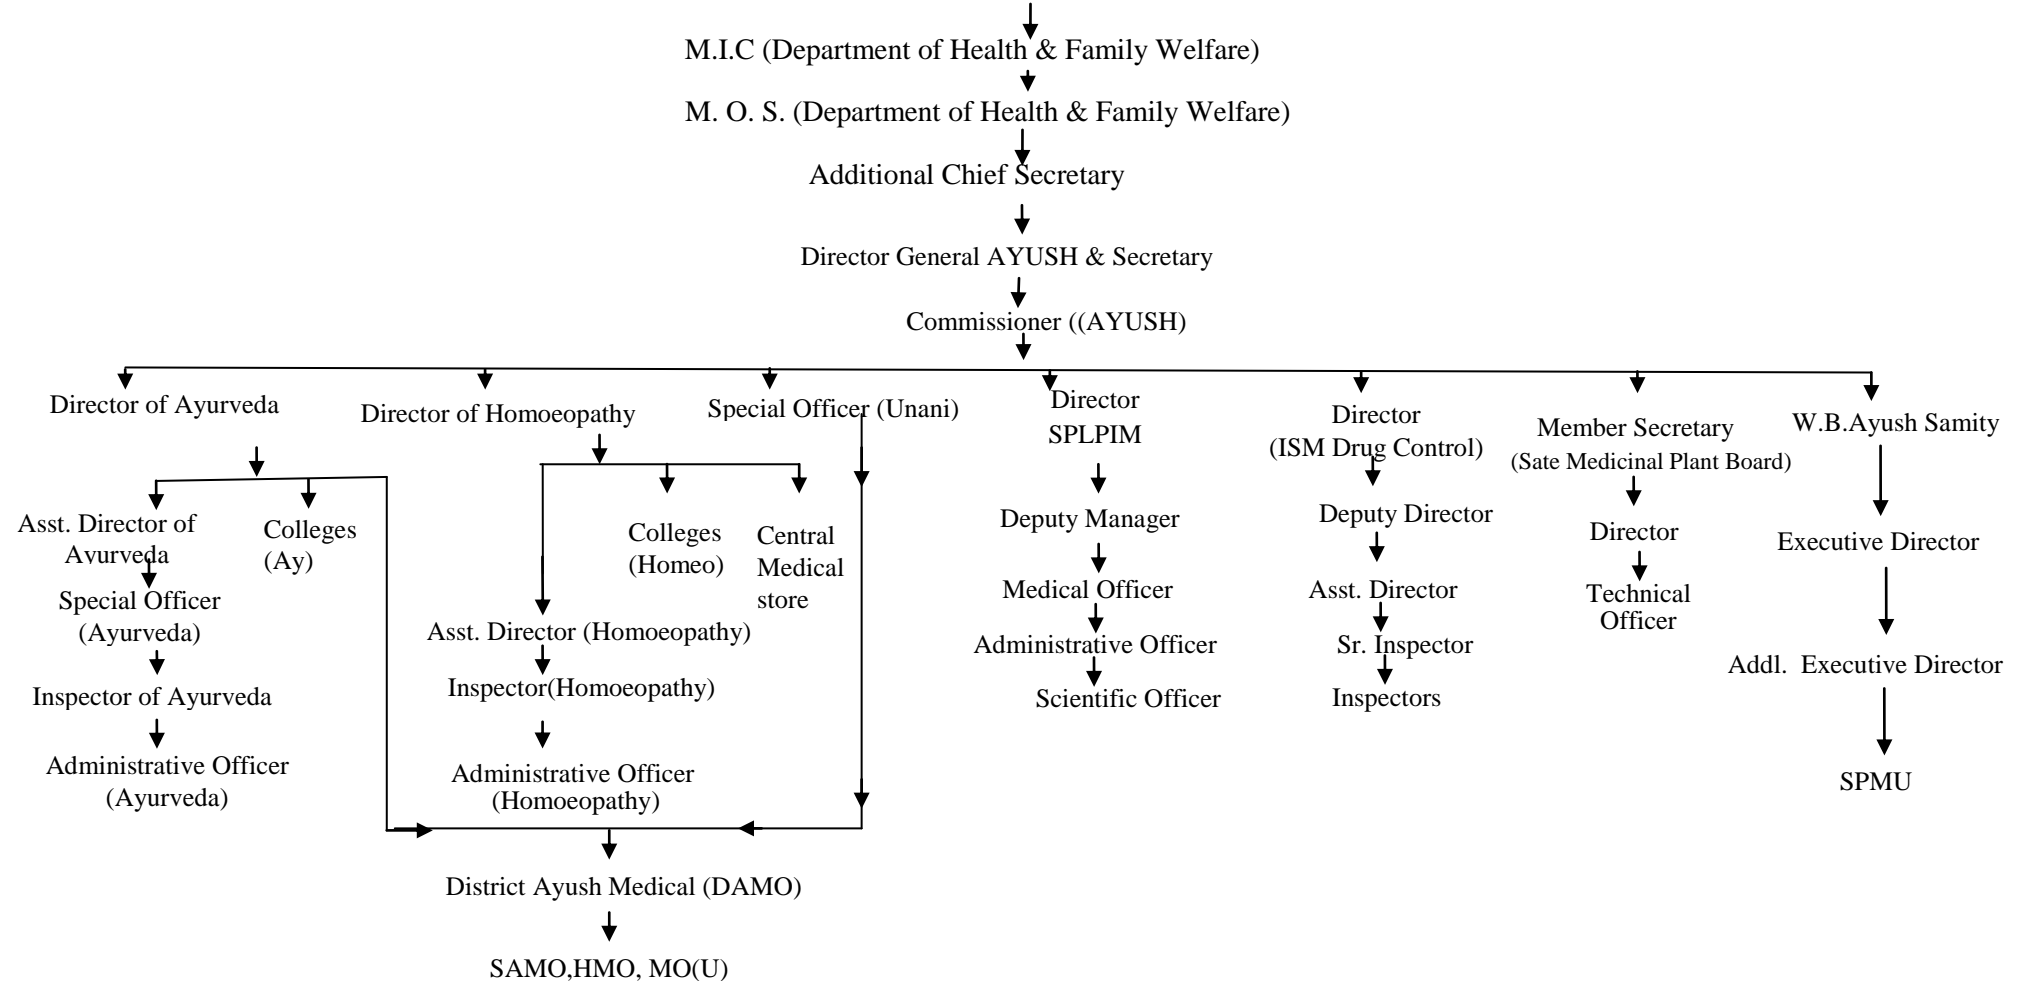 M.I.C (Department of Health & Family Welfare)
M. O. S. (Department of Health & Family Welfare)
Additional Chief Secretary
Director General AYUSH & Secretary
Commissioner ((AYUSH)
Director of Ayurveda
Director of Homoeopathy
Special Officer (Unani)
Director
SPLPIM
Director
(ISM Drug Control)
Member Secretary
(Sate Medicinal Plant Board)
W.B.Ayush Samity
Asst. Director of
Ayurveda
Colleges
(Ay)
Special Officer
(Ayurveda)
Inspector of Ayurveda
Administrative Officer
(Ayurveda)
Colleges
(Homeo)
Central
Medical
store
Asst. Director (Homoeopathy)
Inspector(Homoeopathy)
Administrative Officer
(Homoeopathy)
Deputy Manager
Medical Officer
Administrative Officer
Scientific Officer
Deputy Director
Asst. Director
Sr. Inspector
Inspectors
Director
Technical
Officer
Executive Director
Addl. Executive Director
SPMU
District Ayush Medical (DAMO)
SAMO,HMO, MO(U)